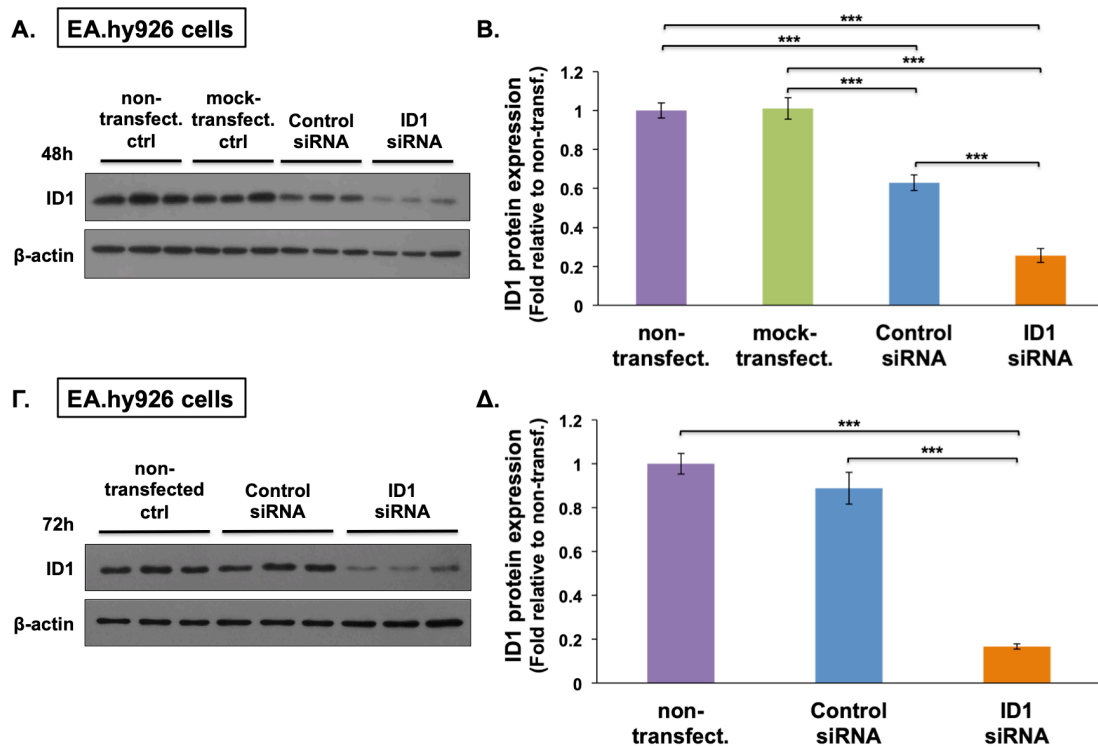 A.
EA.hy926 cells
non-
transfect.
ctrl
mock-
transfect.
ctrl
Control
siRNA
ID1
siRNA
48h
ID1
β-actin
B.
ID1 protein expression
(Fold relative to non-transf.)
1.2
1
0.8
0.6
0.4
0.2
0
***
***
***
***
***
non-
transfect.
mock-
transfect.
Control
siRNA
ID1
siRNA
Γ.
EA.hy926 cells
non-
transfected
ctrl
Control
siRNA
ID1
siRNA
72h
ID1
β-actin
Δ.
ID1 protein expression
(Fold relative to non-transf.)
1.2
1
0.8
0.6
0.4
0.2
0
***
***
non-
transfect.
Control
siRNA
ID1
siRNA